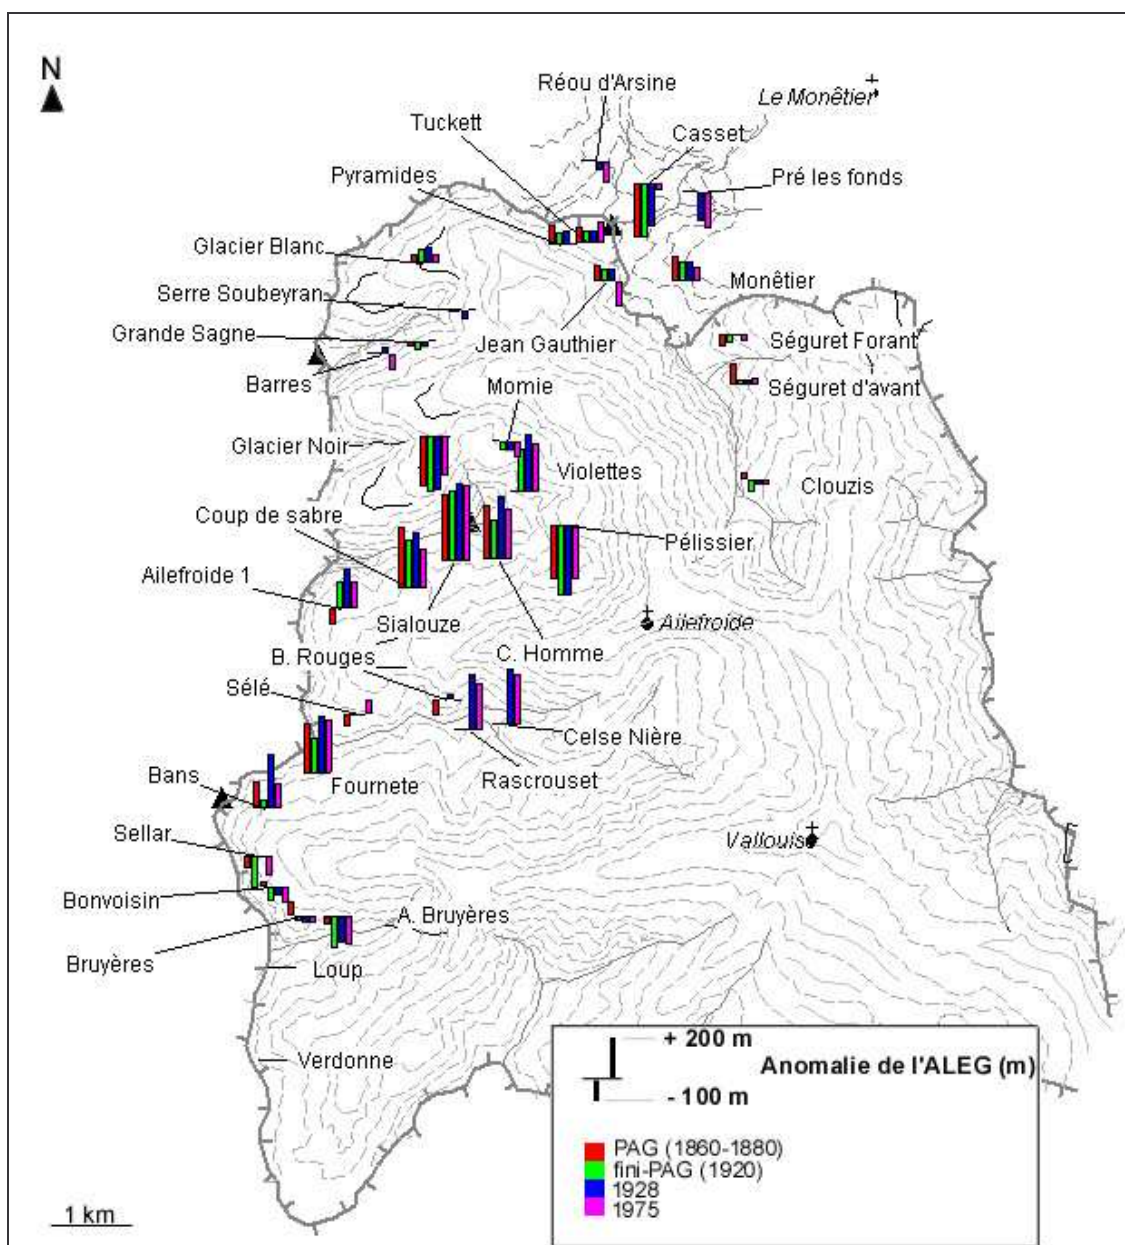 N
Réou d'Arsine
Le Monêtier
Tuckett
Casset
Pyramides
Pré les fonds
Glacier Blanc
Monêtier
Serre Soubeyran
Grande Sagne
Jean Gauthier
Séguret Forant
Barres
Momie
Séguret d'avant
Glacier Noir
Violettes
Clouzis
Coup de sabre
Pélissier
Ailefroide 1
Sialouze
Ailefroide
B. Rouges
C. Homme
Sélé
Celse Nière
Bans
Fournete
Rascrouset
Sellar
Vallouis
Bonvoisin
A. Bruyères
Bruyères
Loup
Verdonne
+ 200 m
Anomalie de l'ALEG (m)
- 100 m
PAG (1860-1880)
fini-PAG (1920)
1928
1975
1 km